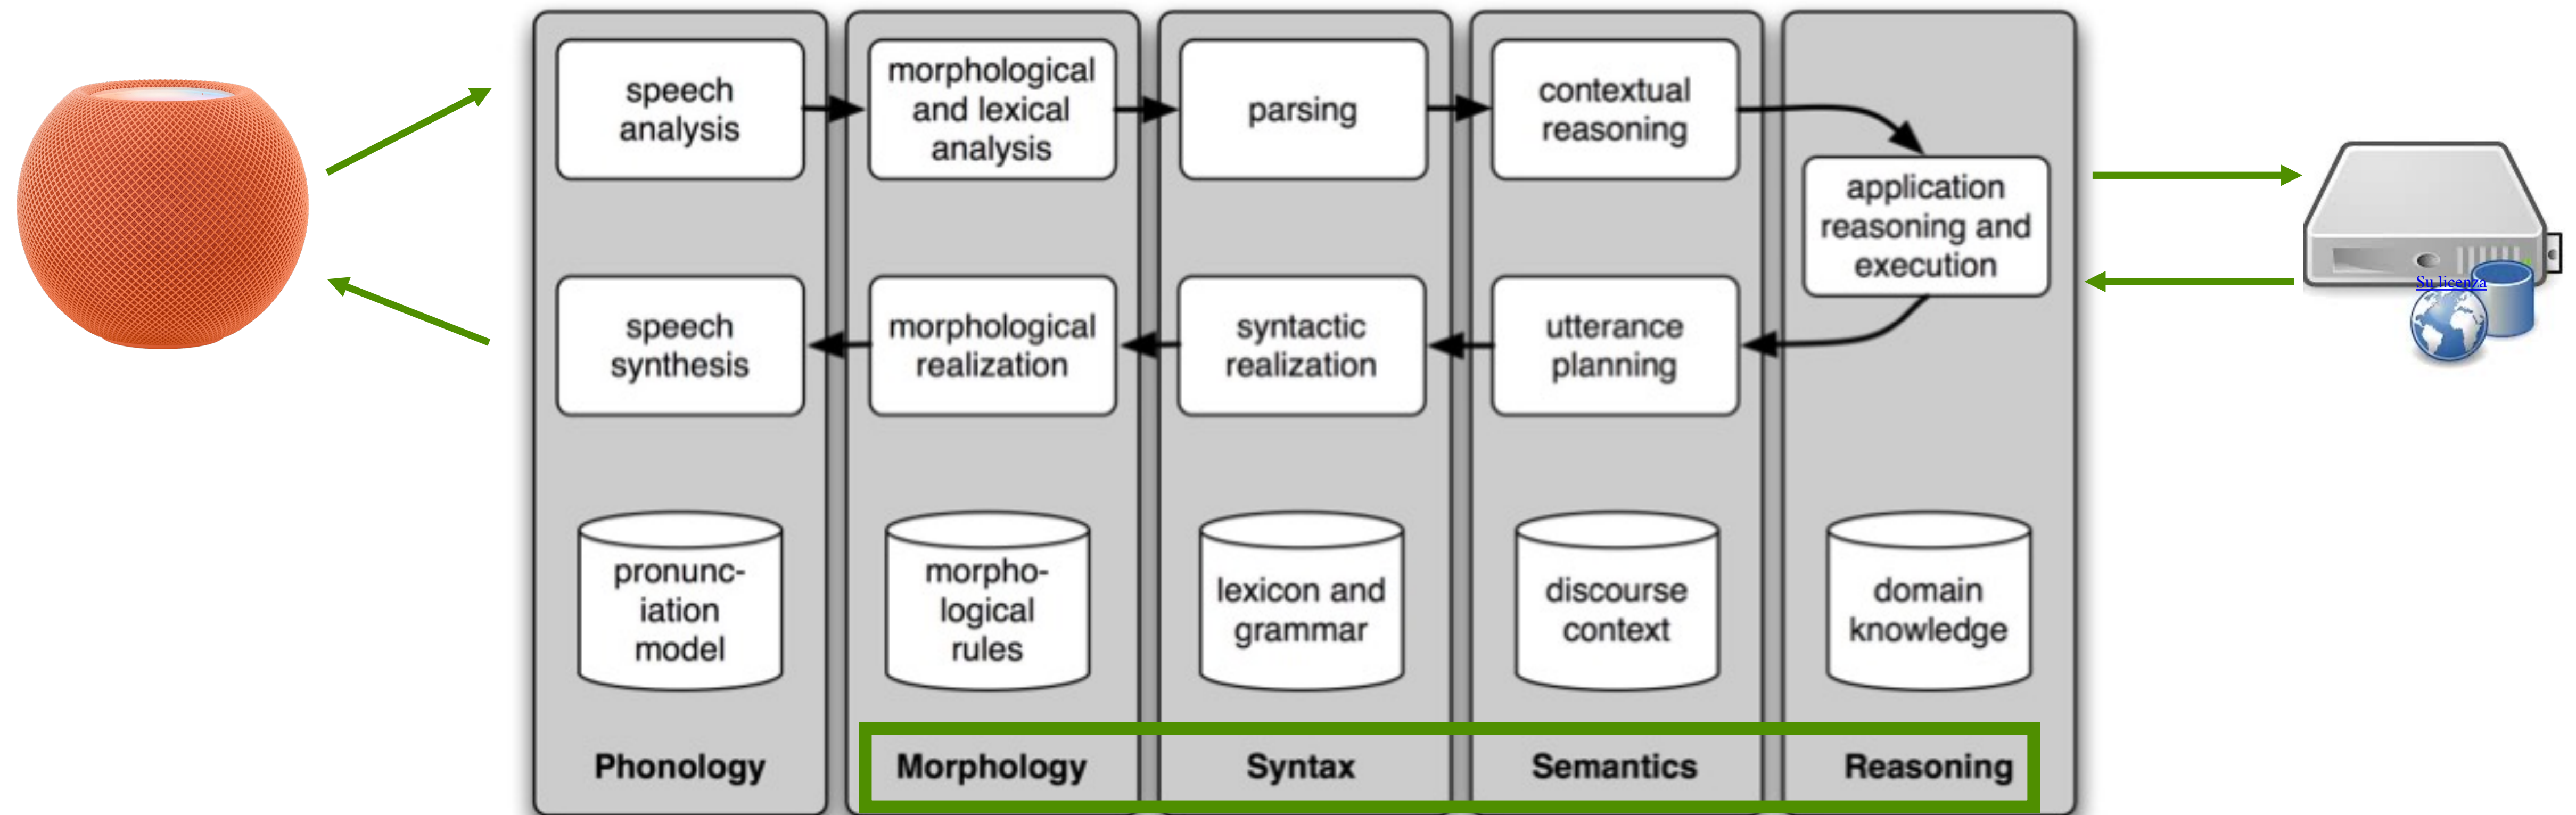 speech
analysis
morphological
and lexical
analysis
parsing
contextual
reasoning
application
reasoning and
execution
speech
synthesis
morphological
realization
syntactic
realization
utterance
planning
Su licenza
pronunc-
iation
model
morpho-
logical
rules
lexicon and
grammar
discourse
context
domain
knowledge
Phonology
Morphology
Syntax
Semantics
Reasoning